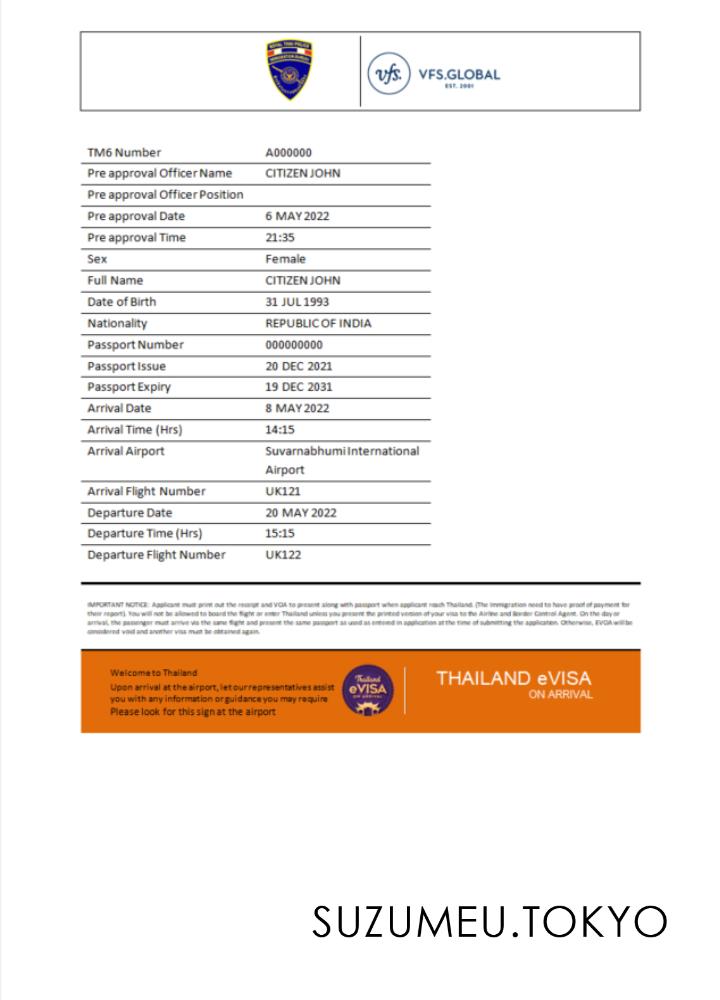 ROYAL THAI POLICE
IMMIGRATION BUREAU
vfs. VFS.GLOBAL
EST. 2001
TM6 Number A000000
Pre approval Officer Name CITIZEN JOHN
Pre approval Officer Position
Pre approval Date 6 MAY 2022
Pre approval Time 21:35
Sex Female
Full Name CITIZEN JOHN
Date of Birth 31 JUL 1993
Nationality REPUBLIC OF INDIA
Passport Number 000000000
Passport Issue 20 DEC 2021
Passport Expiry 19 DEC 2031
Arrival Date 8 MAY 2022
Arrival Time (Hrs) 14:15
Arrival Airport Suvarnabhumi International
Airport
Arrival Flight Number UK121
Departure Date 20 MAY 2022
Departure Time (Hrs) 15:15
Departure Flight Number UK122
IMPORTANT NOTICE: Applicant must print out the receipt and VOA to present along with passport when applicant reach Thailand. (The Immigration need to have proof of payment for
their report). You will not be allowed to board the flight or enter Thailand unless you present the printed version of your visa to the Airline and Border Control Agent. On the day or
arrival, the passenger must arrive via the same flight and present the same passport as used as entered in application at the time of submitting the application. Otherwise, EVOA will be
considered void and another visa must be obtained again.
Welcome to Thailand
Upon arrival at the airport, let our representatives assist
you with any information or guidance you may require
Please look for this sign at the airport
Thailand
eVISA
ON ARRIVAL
THAILAND eVISA
ON ARRIVAL
SUZUMEU.TOKYO